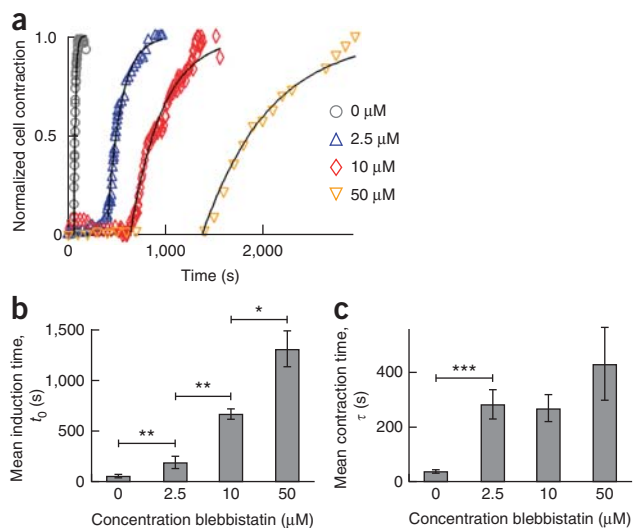 a
Normalized cell contraction
1.0
0.5
0
0 1,000 2,000
Time (s)
0 μM
2.5 μM
10 μM
50 μM
b
Mean induction time,
t0 (s)
1,500
1,000
500
0
**
**
*
0 2.5 10 50
Concentration blebbistatin (μM)
c
Mean contraction time,
τ (s)
400
200
0
***
0 2.5 10 50
Concentration blebbistatin (μM)